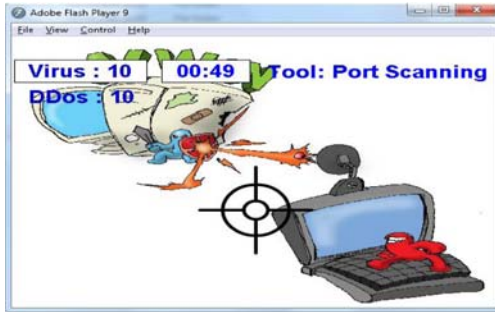 Adobe Flash Player 9
File View Control Help
Virus : 10 00:49 Tool: Port Scanning
DDos : 10